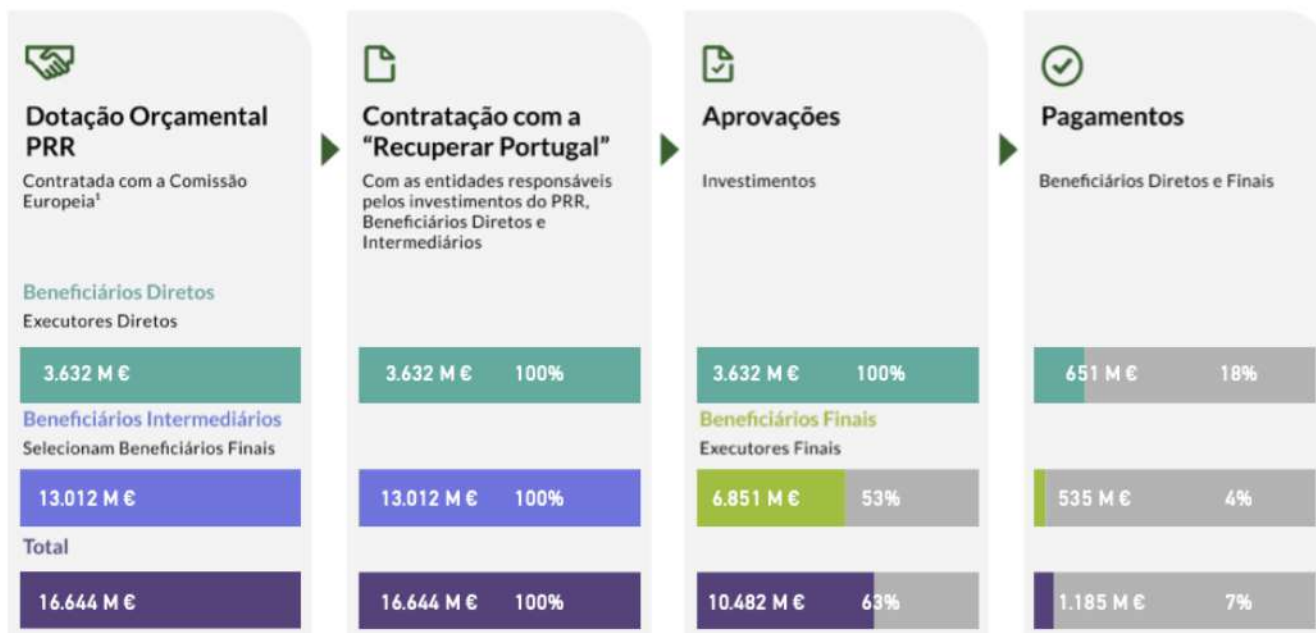 Dotação Orçamental
PRR
Contratada com a Comissão
Europeia¹
Beneficiários Diretos
Executores Diretos
3.632 M €
Beneficiários Intermediários
Selecionam Beneficiários Finais
13.012 M €
Total
16.644 M €
Contratação com a
“Recuperar Portugal”
Com as entidades responsáveis
pelos investimentos do PRR,
Beneficiários Diretos e
Intermediários
3.632 M € 100%
13.012 M € 100%
16.644 M € 100%
Aprovações
Investimentos
3.632 M € 100%
Beneficiários Finais
Executores Finais
6.851 M € 53%
10.482 M € 63%
Pagamentos
Beneficiários Diretos e Finais
651 M € 18%
535 M € 4%
1.185 M € 7%